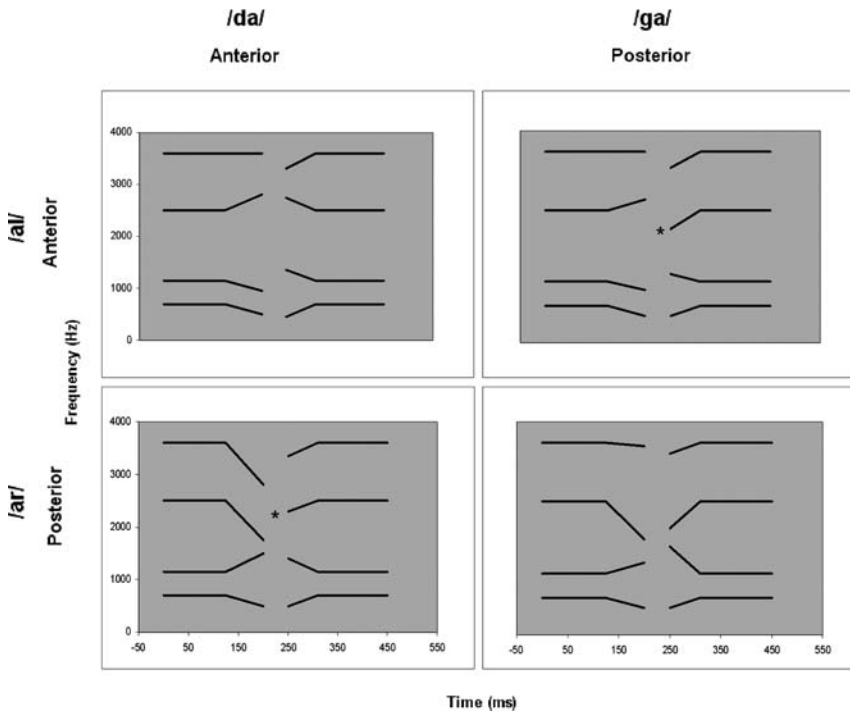 /da/ /ga/
Anterior Posterior
/al/
Anterior
/ar/
Posterior
Frequency (Hz)
4000
3000
2000
1000
0
*
4000
3000
2000
1000
0
*
-50 50 150 250 350 450 550
-50 50 150 250 350 450 550
Time (ms)